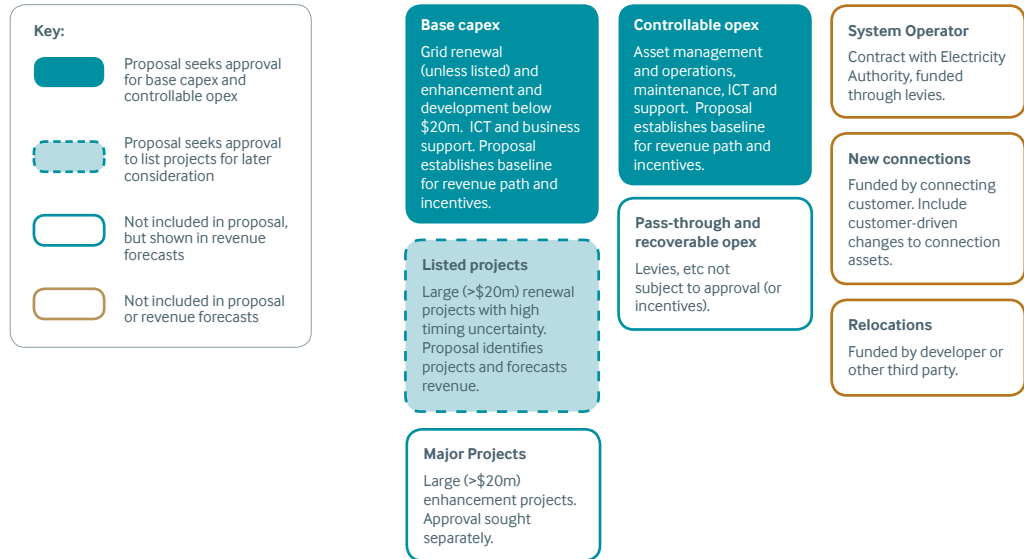 Key:
Proposal seeks approval
for base capex and
controllable opex
Proposal seeks approval
to list projects for later
consideration
Not included in proposal,
but shown in revenue
forecasts
Not included in proposal
or revenue forecasts
Base capex
Grid renewal
(unless listed) and
enhancement and
development below
$20m. ICT and business
support. Proposal
establishes baseline
for revenue path and
incentives.
Listed projects
Large (>$20m) renewal
projects with high
timing uncertainty.
Proposal identifies
projects and forecasts
revenue.
Major Projects
Large (>$20m)
enhancement projects.
Approval sought
separately.
Controllable opex
Asset management
and operations,
maintenance, ICT and
support. Proposal
establishes baseline
for revenue path and
incentives.
Pass-through and
recoverable opex
Levies, etc not
subject to approval (or
incentives).
System Operator
Contract with Electricity
Authority, funded
through levies.
New connections
Funded by connecting
customer. Include
customer-driven
changes to connection
assets.
Relocations
Funded by developer or
other third party.